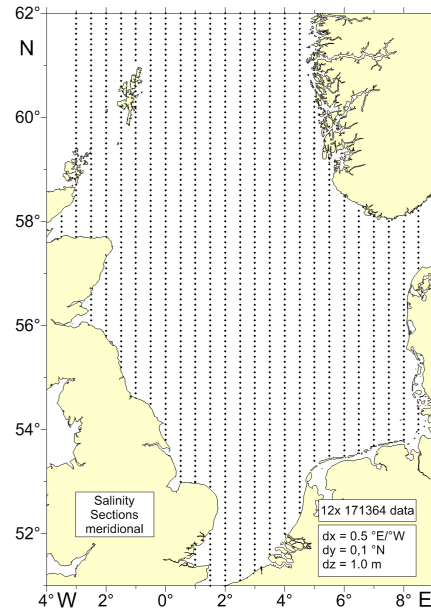 62°
N
60°
58°
56°
54°
52°
Salinity
Sections
meridional
12x 171364 data
dx = 0.5 °E/°W
dy = 0,1 °N
dz = 1.0 m
4° W 2° 0° 2° 4° 6° 8° E